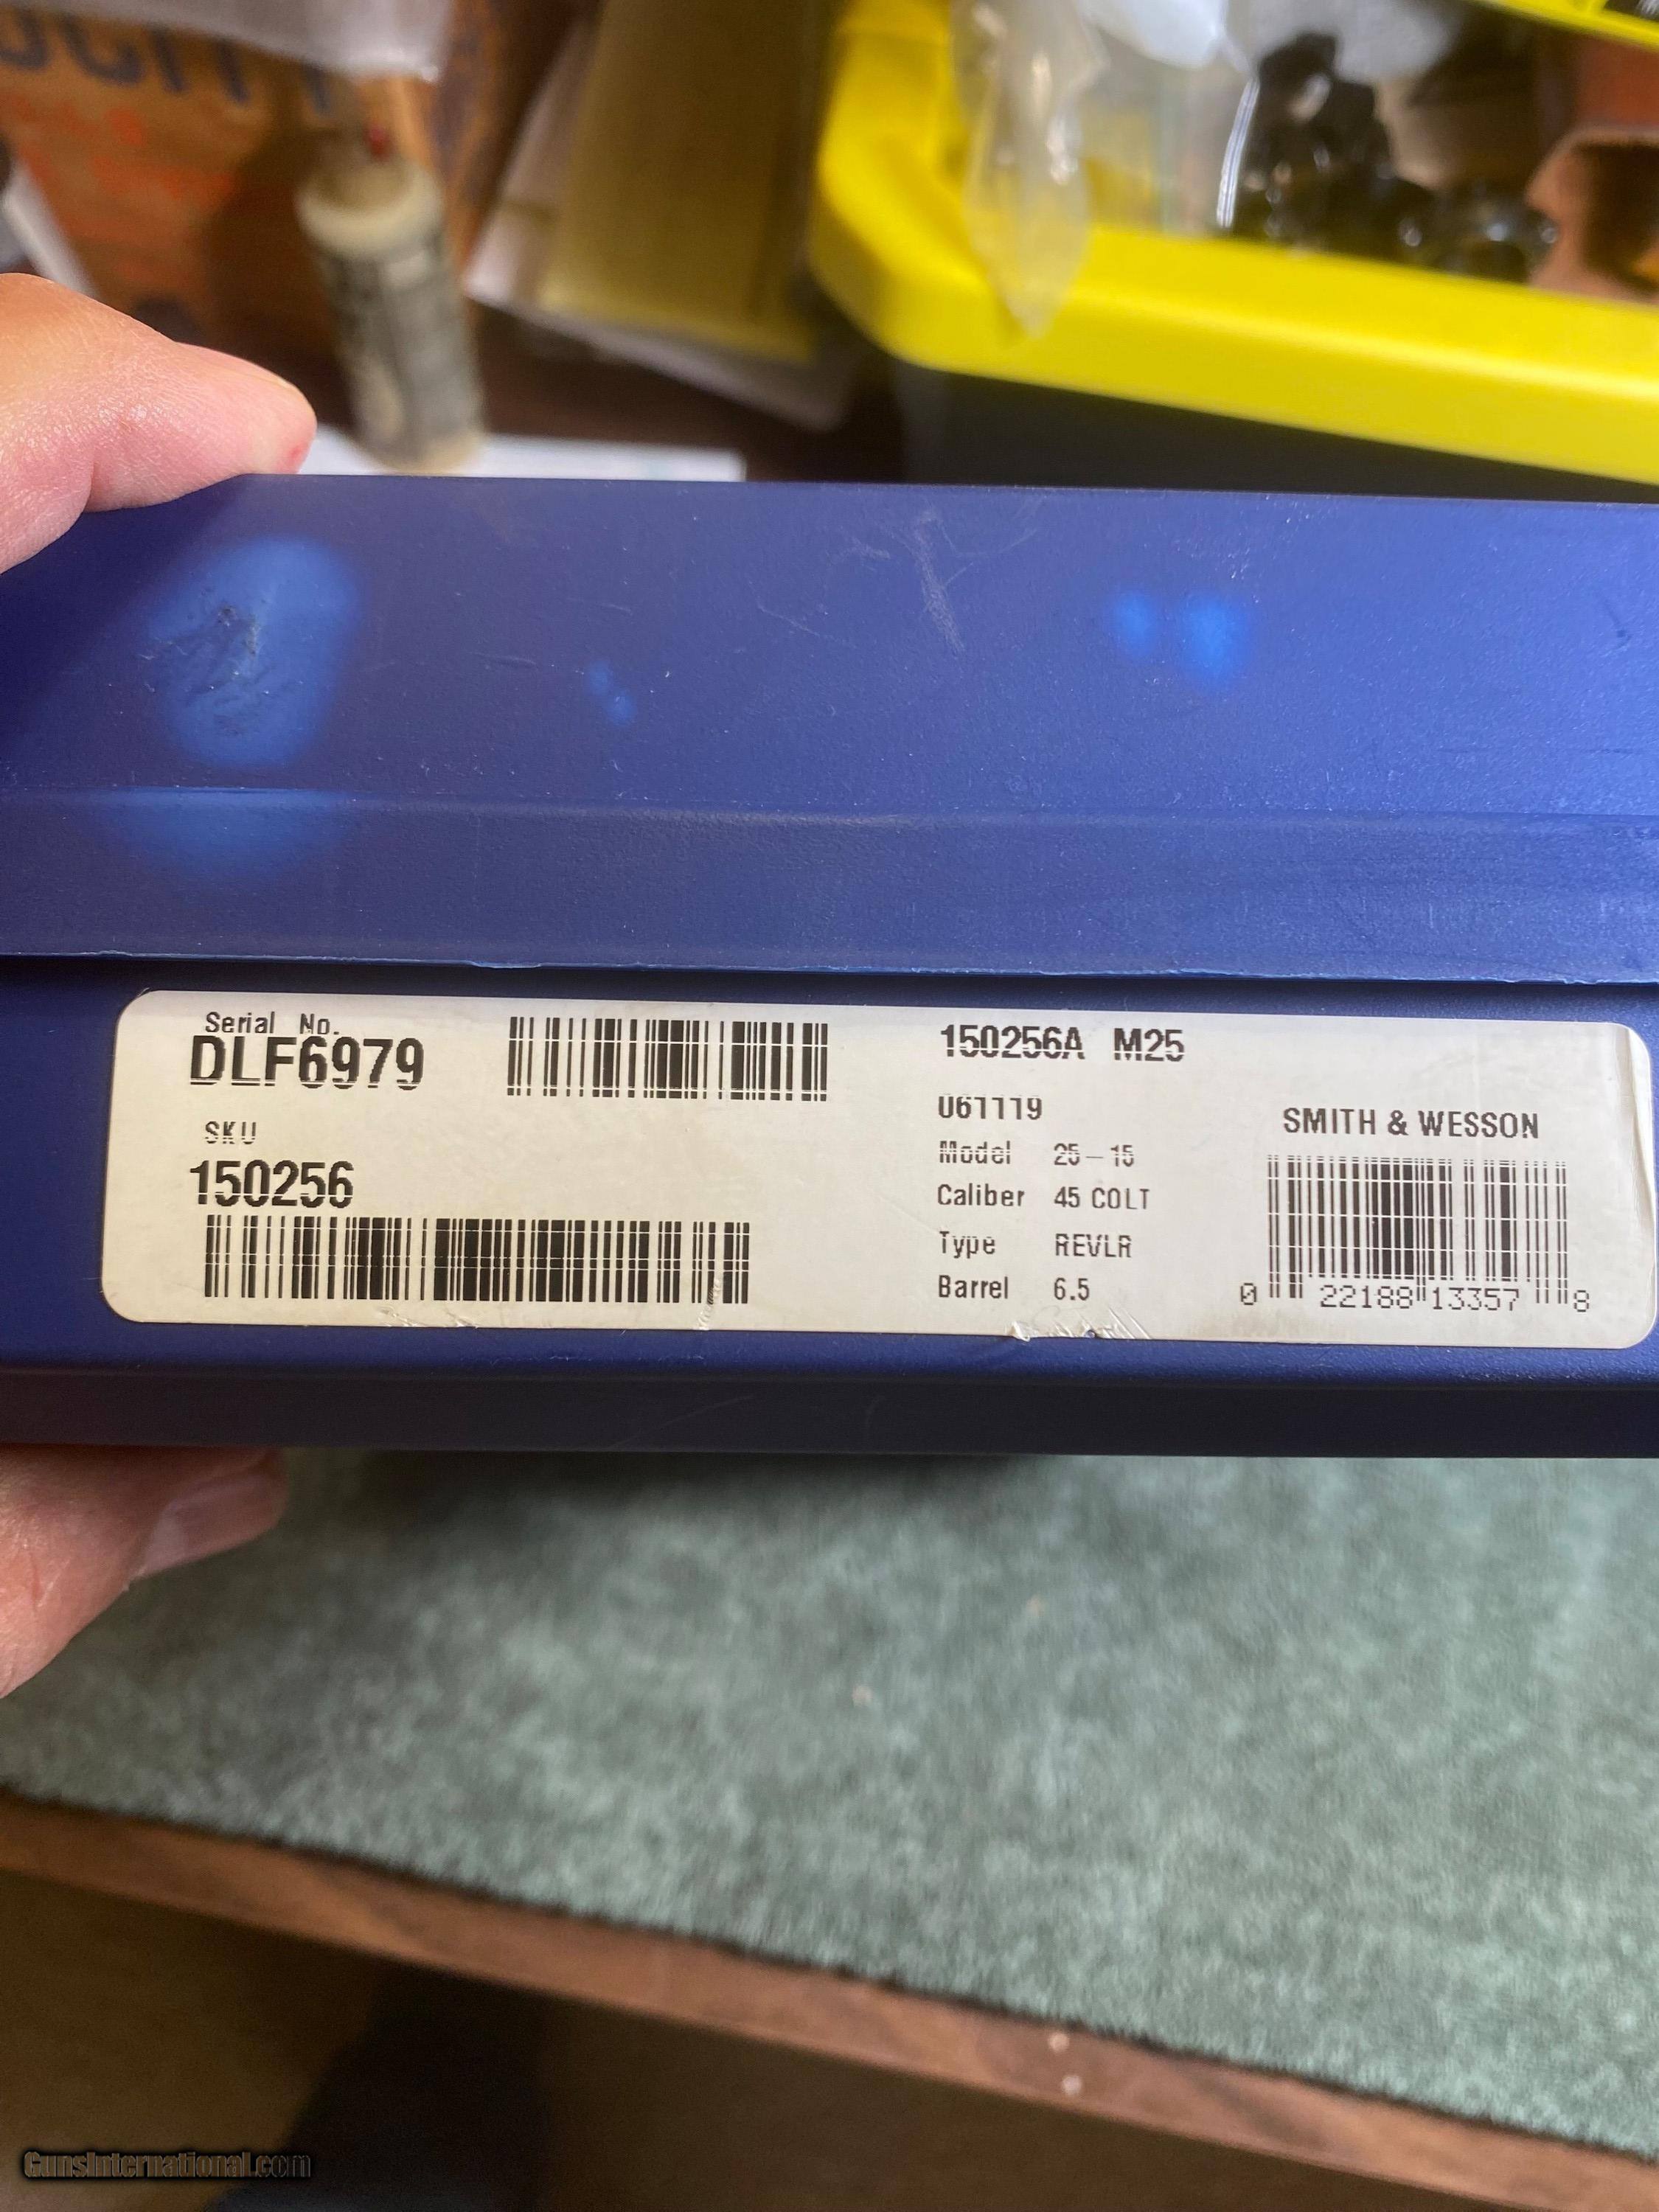 Serial No.
DLF6979
SKU
150256
150256A M25
061119
Model 25-15
Caliber 45 COLT
Type REVLR
Barrel 6.5
SMITH & WESSON
0 22188 13357 8
GunsInternational.com